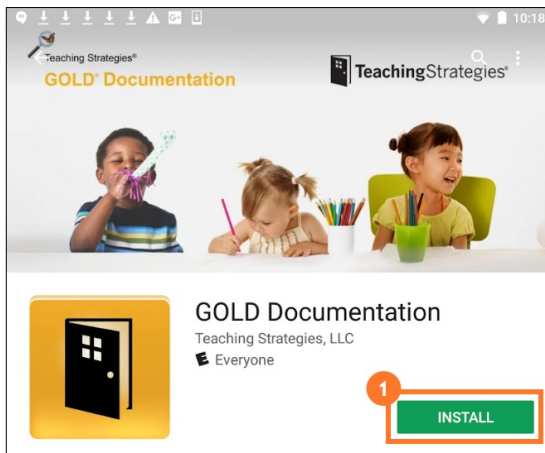 10:18
Teaching Strategies®
GOLD® Documentation
TeachingStrategies®
GOLD Documentation
Teaching Strategies, LLC
E Everyone
1
INSTALL